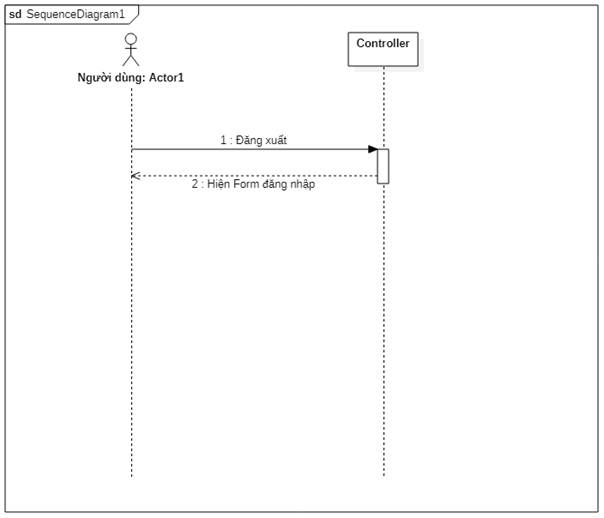 sd SequenceDiagram1
Người dùng: Actor1
Controller
1 : Đăng xuất
2 : Hiện Form đăng nhập